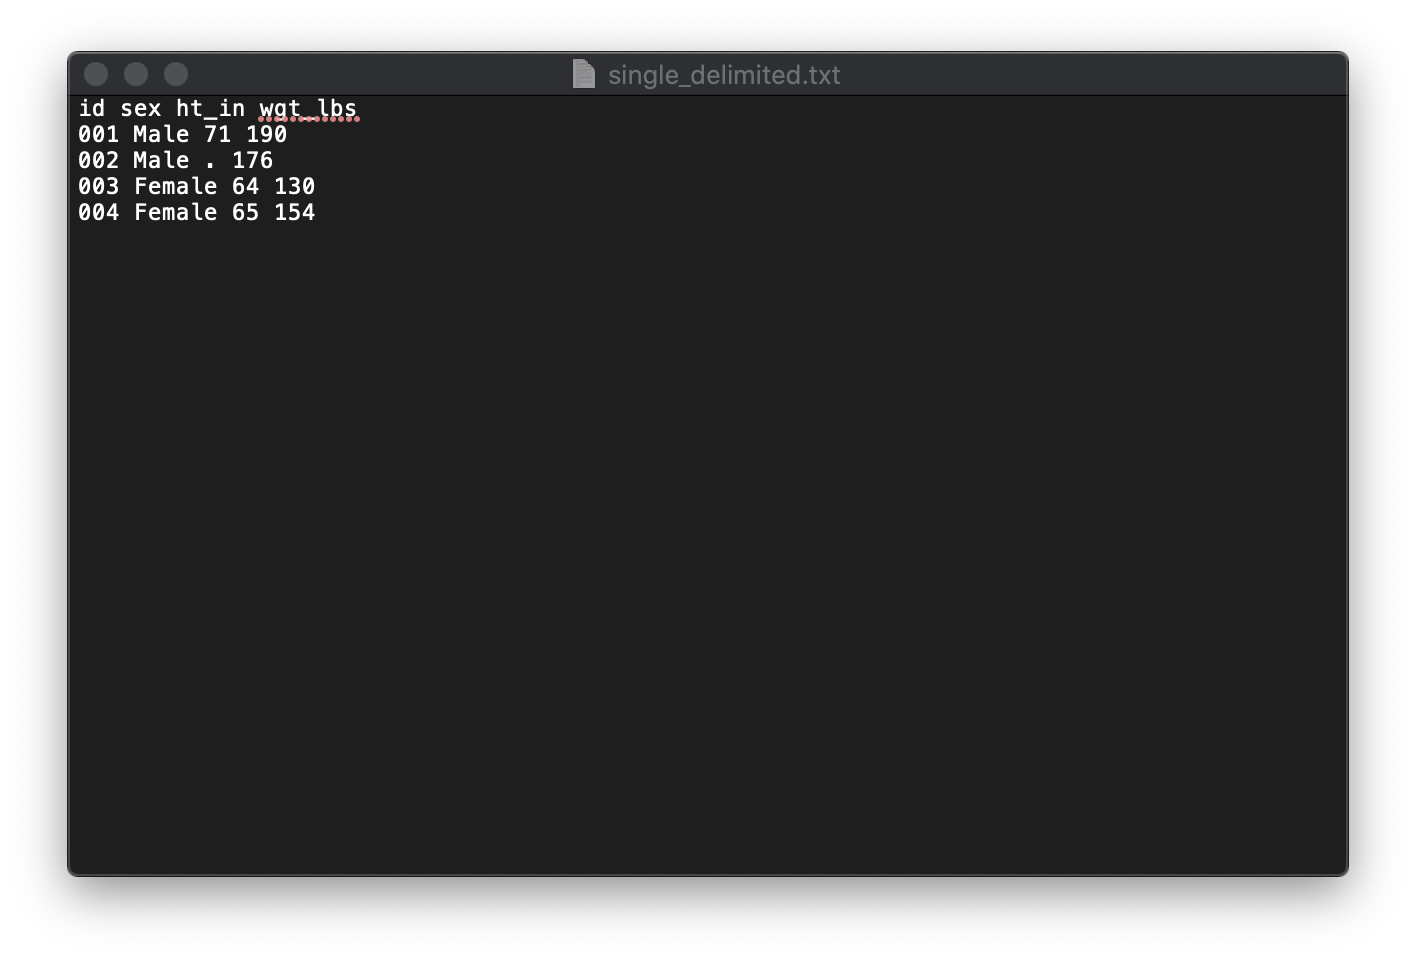 single_delimited.txt
id sex ht_in wgt_lbs
001 Male 71 190
002 Male . 176
003 Female 64 130
004 Female 65 154